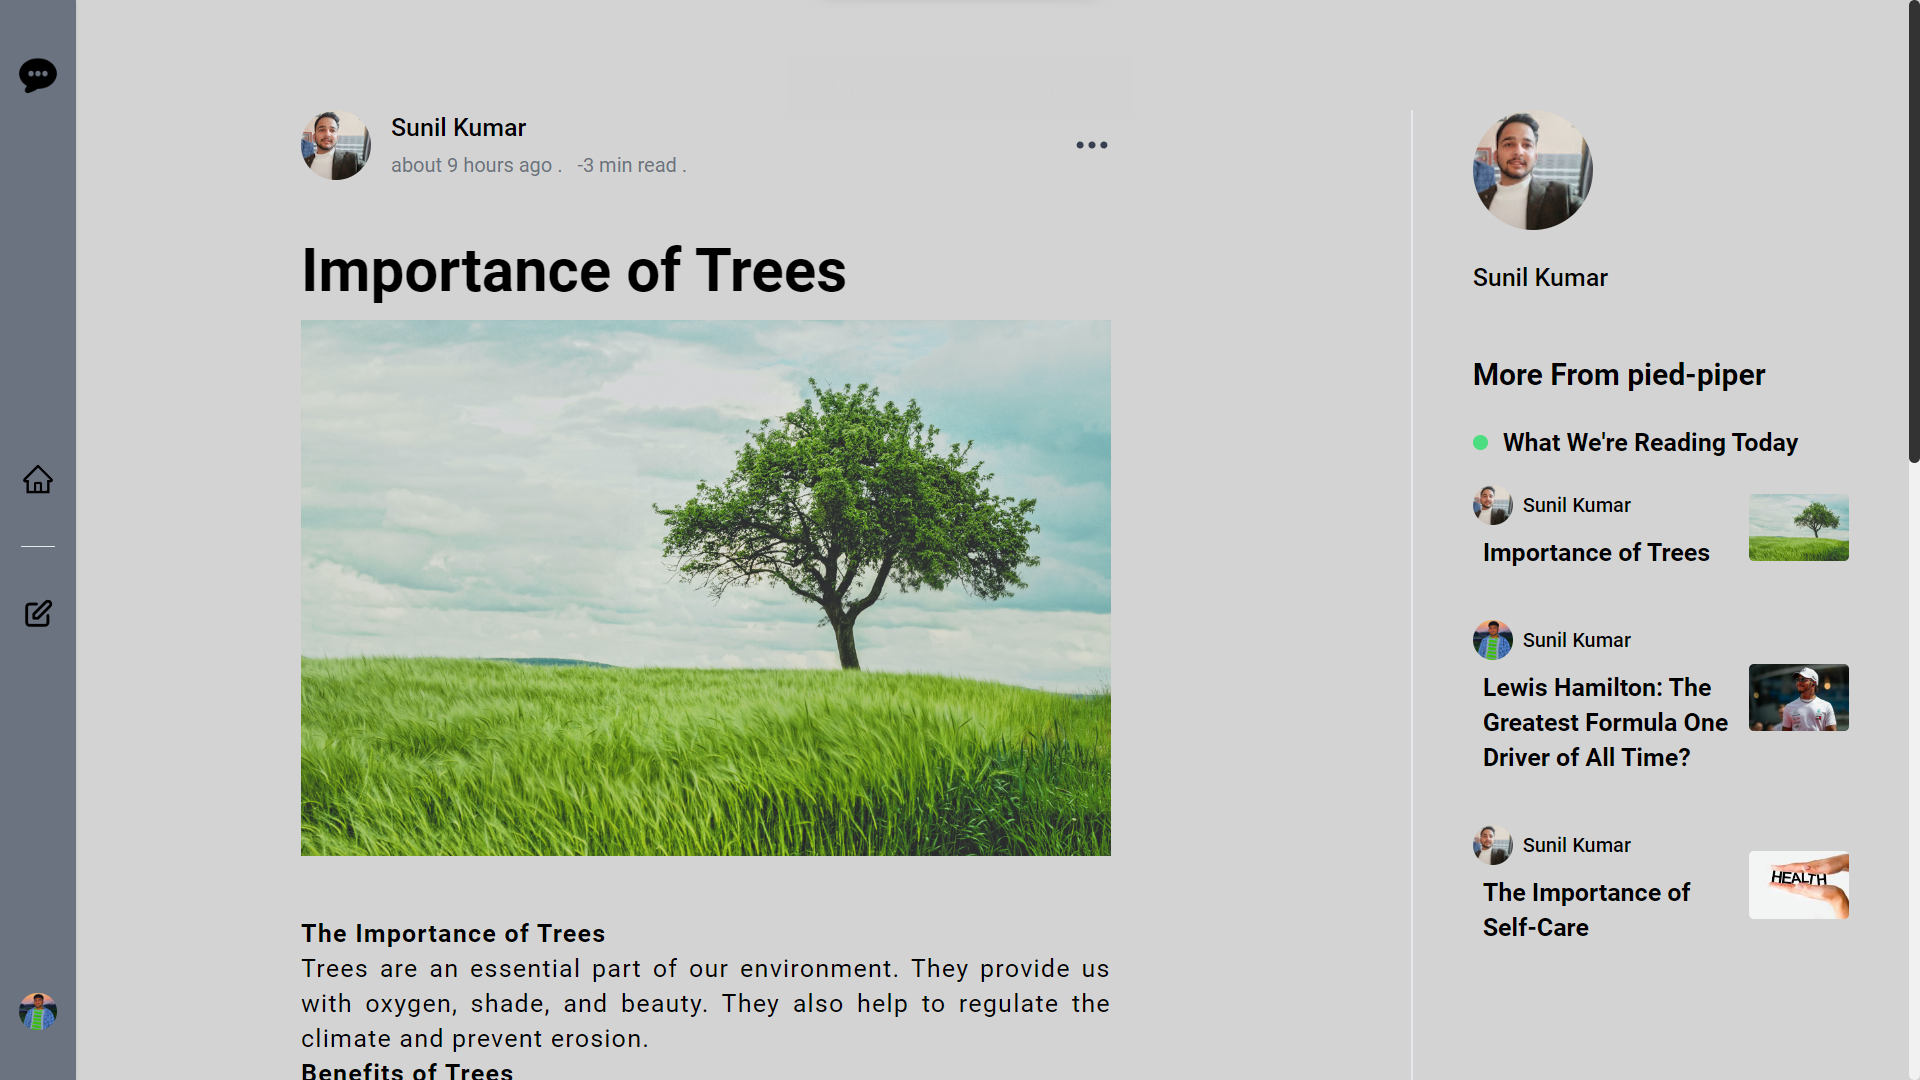 Sunil Kumar
about 9 hours ago . -3 min read .
Importance of Trees
The Importance of Trees
Trees are an essential part of our environment. They provide us
with oxygen, shade, and beauty. They also help to regulate the
climate and prevent erosion.
Benefits of Trees
Sunil Kumar
More From pied-piper
What We're Reading Today
Sunil Kumar
Importance of Trees
Sunil Kumar
Lewis Hamilton: The
Greatest Formula One
Driver of All Time?
Sunil Kumar
The Importance of
Self-Care
HEALTH